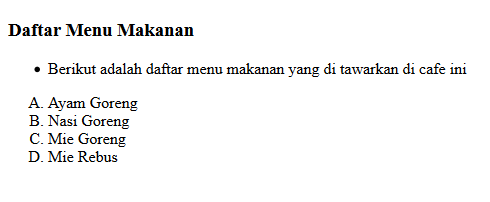 Daftar Menu Makanan
• Berikut adalah daftar menu makanan yang di tawarkan di cafe ini
A. Ayam Goreng
B. Nasi Goreng
C. Mie Goreng
D. Mie Rebus